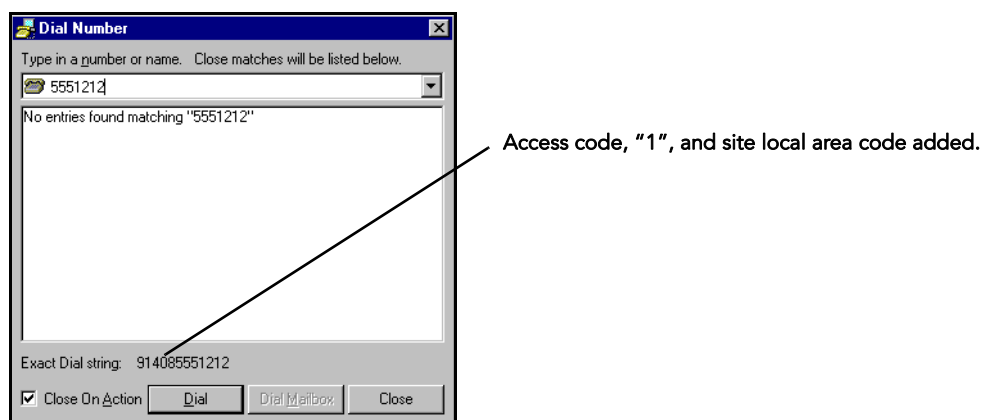 Dial Number
Type in a number or name. Close matches will be listed below.
5551212
No entries found matching "5551212"
Access code, “1”, and site local area code added.
Exact Dial string: 914085551212
Close On Action Dial Dial Mailbox Close